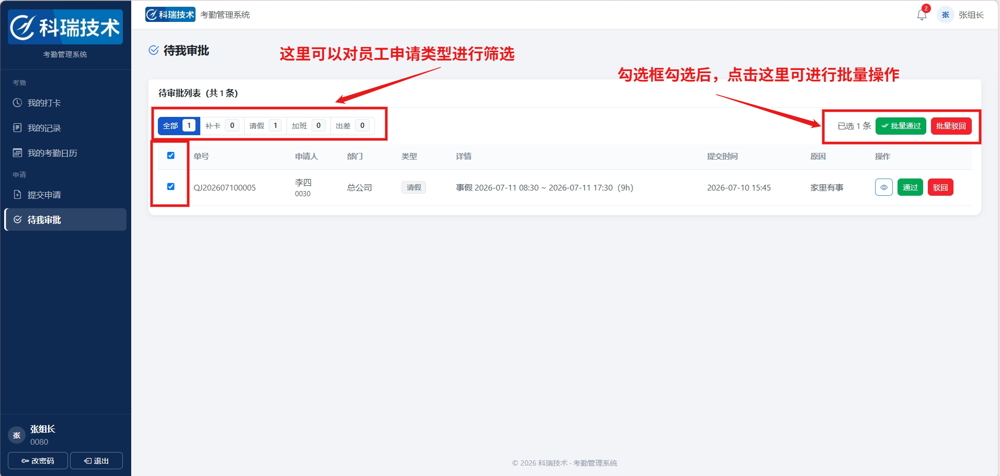 科瑞技术
考勤管理系统
考勤
我的打卡
我的记录
我的考勤日历
申请
提交申请
待我审批
张
张组长
0080
改密码
退出
科瑞技术 考勤管理系统
2
张 张组长
待我审批
这里可以对员工申请类型进行筛选
勾选框勾选后，点击这里可进行批量操作
待审批列表（共 1 条）
全部 1 补卡 0 请假 1 加班 0 出差 0
已选 1 条 批量通过 批量驳回
单号 申请人 部门 类型 详情 提交时间 原因 操作
QJ202607100005 李四 0030 总公司 请假 事假 2026-07-11 08:30 ~ 2026-07-11 17:30（9h） 2026-07-10 15:45 家里有事 通过 驳回
© 2026 科瑞技术 · 考勤管理系统